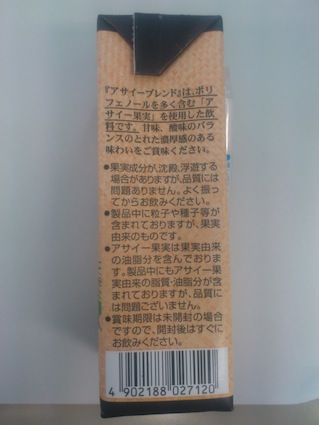 『アサイーブレンド』は、ポリ
フェノールを多く含む「ア
サイー果実」を使用した飲
料です。甘味、酸味のバラ
ンスのとれた濃厚感のある
味わいをご賞味ください。
●果実成分が、沈殿、浮遊する
場合がありますが、品質には
問題ありません。よく振っ
てからお飲みください。
●製品中に粒子や種子等が
含まれておりますが、果実
由来のものです。
●アサイー果実は果実由来
の油脂分を含んでおりま
す。製品中にもアサイー果
実由来の脂質・油脂分が含
まれておりますが、品質に
は問題ございません。
●賞味期限は未開封の場合
ですので、開封後はすぐに
お飲みください。
4 902188 027120